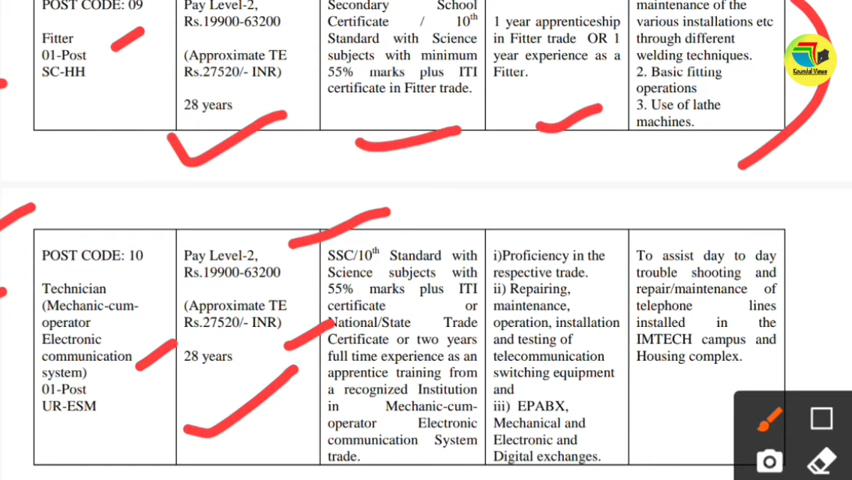 POST CODE: 09
Fitter
01-Post
SC-HH
Pay Level-2,
Rs.19900-63200
(Approximate TE
Rs.27520/- INR)
28 years
Secondary School
Certificate / 10th
Standard with Science
subjects with minimum
55% marks plus ITI
certificate in Fitter trade.
1 year apprenticeship
in Fitter trade OR 1
year experience as a
Fitter.
maintenance of the
various installations etc
through different
welding techniques.
2. Basic fitting
operations
3. Use of lathe
machines.
Koundal Views
POST CODE: 10
Technician
(Mechanic-cum-
operator
Electronic
communication
system)
01-Post
UR-ESM
Pay Level-2,
Rs.19900-63200
(Approximate TE
Rs.27520/- INR)
28 years
SSC/10th Standard with
Science subjects with
55% marks plus ITI
certificate or
National/State Trade
Certificate or two years
full time experience as an
apprentice training from
a recognized Institution
in Mechanic-cum-
operator Electronic
communication System
trade.
i)Proficiency in the
respective trade.
ii) Repairing,
maintenance,
operation, installation
and testing of
telecommunication
switching equipment
and
iii) EPABX,
Mechanical and
Electronic and
Digital exchanges.
To assist day to day
trouble shooting and
repair/maintenance of
telephone lines
installed in the
IMTECH campus and
Housing complex.